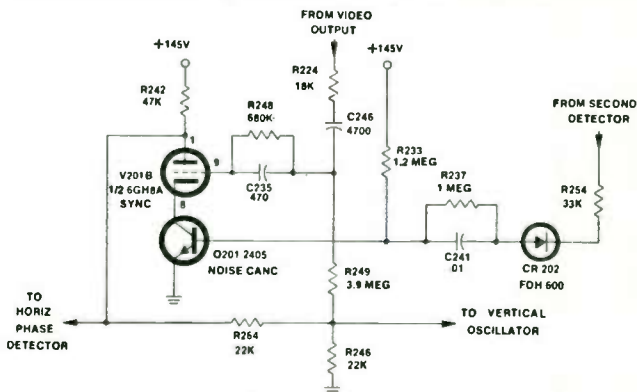 FROM VIDEO
OUTPUT
+145V
+145V
R224
18K
R242
47K
R248
680K
C246
4700
FROM SECOND
DETECTOR
R233
1.2 MEG
1
9
V201B
1/2 6GH8A
SYNC
C235
470
R237
1 MEG
R254
33K
8
Q201 2405
NOISE CANC
C241
.01
CR 202
FDH 600
R249
3.9 MEG
TO
HORIZ
PHASE
DETECTOR
TO VERTICAL
OSCILLATOR
R264
22K
R246
22K